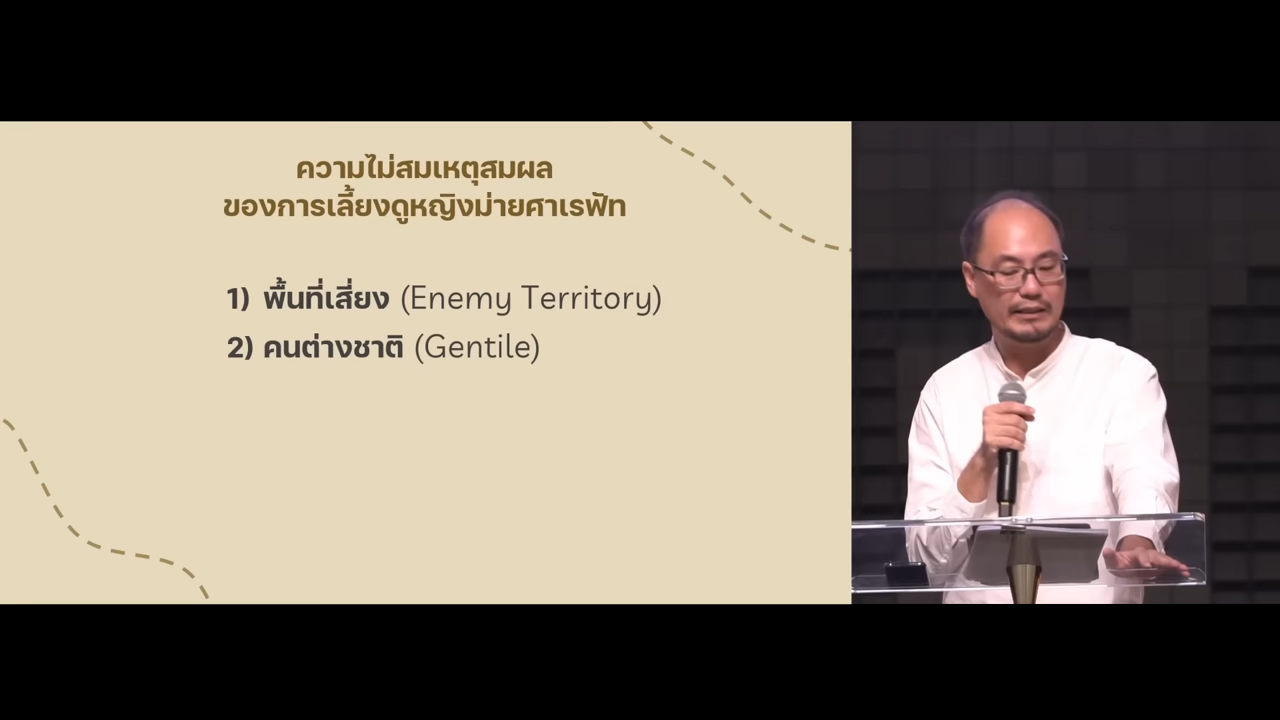 ความไม่สมเหตุสมผล
ของการเลี้ยงดูหญิงม่ายศาเรฟัท
1) พื้นที่เสี่ยง (Enemy Territory)
2) คนต่างชาติ (Gentile)